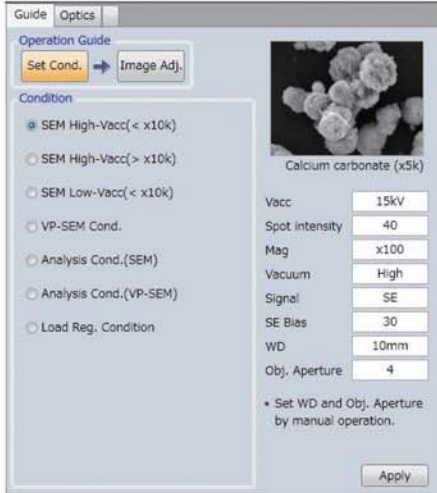 Guide Optics
Operation Guide
Set Cond. Image Adj.
Condition
SEM High-Vacc(< x10k)
SEM High-Vacc(> x10k)
SEM Low-Vacc(< x10k)
VP-SEM Cond.
Analysis Cond.(SEM)
Analysis Cond.(VP-SEM)
Load Reg. Condition
Calcium carbonate (x5k)
Vacc 15kV
Spot intensity 40
Mag x100
Vacuum High
Signal SE
SE Bias 30
WD 10mm
Obj. Aperture 4
• Set WD and Obj. Aperture
by manual operation.
Apply